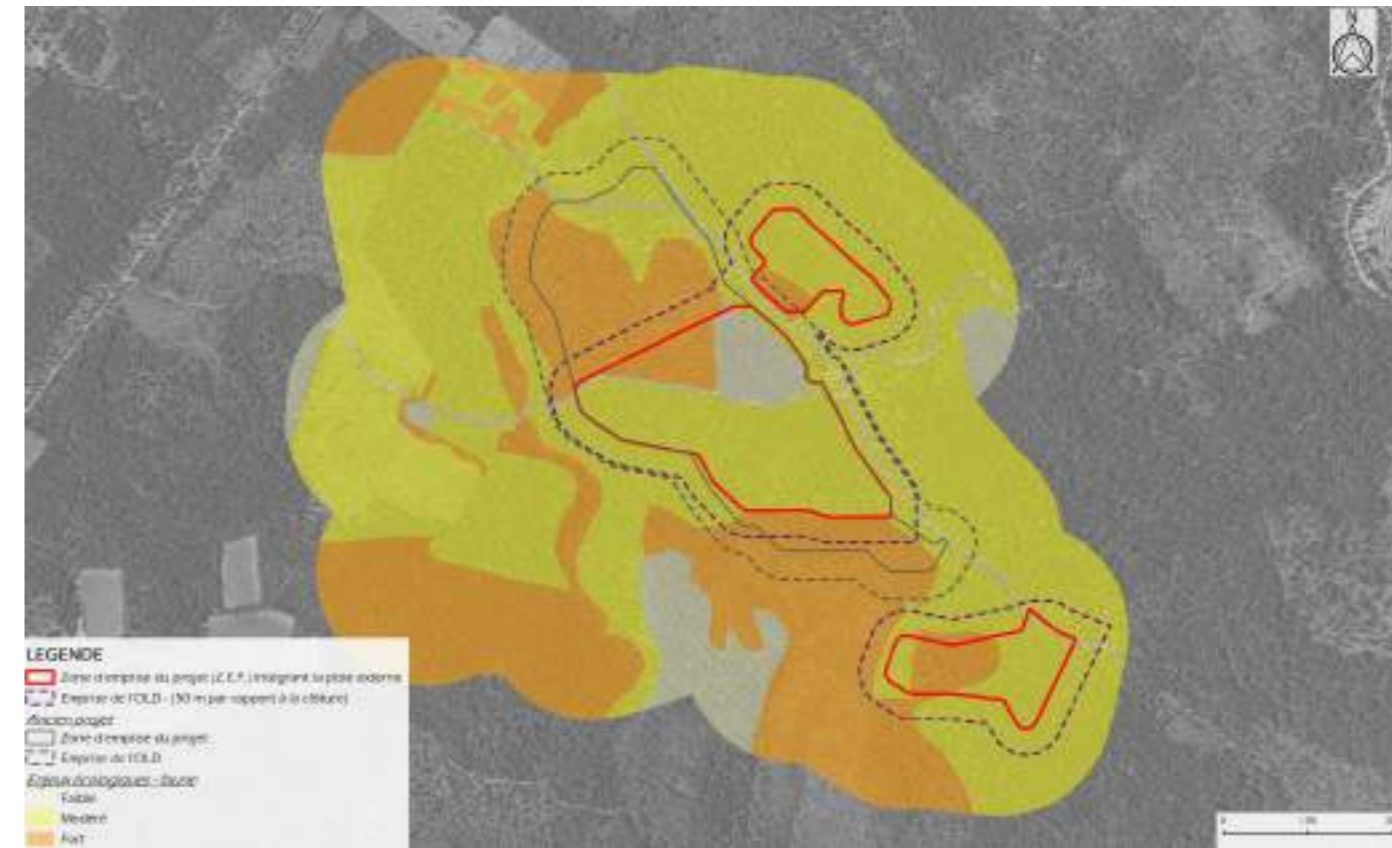 N
LEGENDE
Zone d'emprise du projet (Z.E.P.) intégrant la piste externe
Emprise de l'OLD - (50 m par rapport à la clôture)
Ancien projet
Zone d'emprise du projet
Emprise de l'OLD
Enjeux écologiques - faune
Faible
Modéré
Fort
0